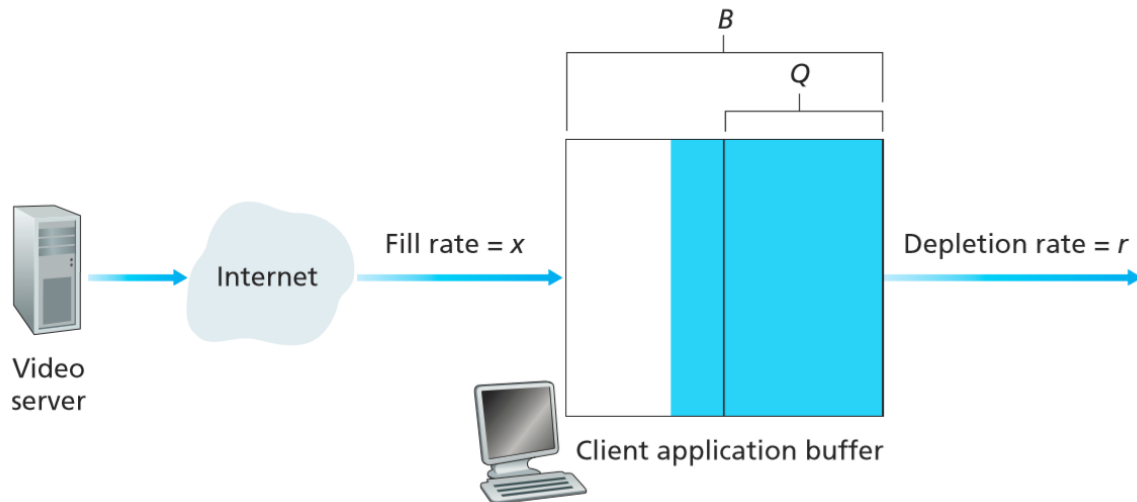 B
Q
Fill rate = x
Depletion rate = r
Internet
Video
server
Client application buffer